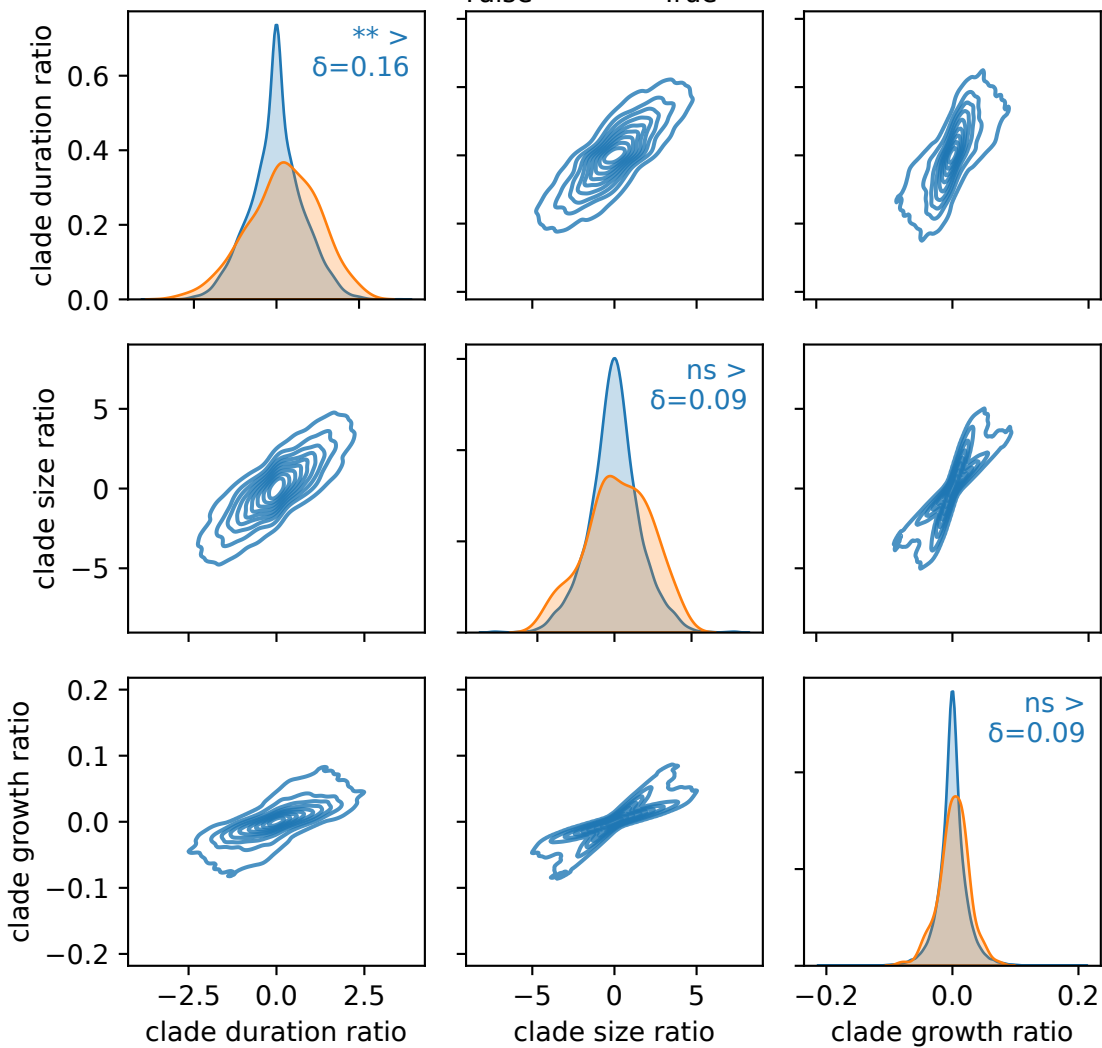 False True
clade duration ratio
0.6
0.4
0.2
0.0
** >
δ=0.16
clade size ratio
5
0
−5
ns >
δ=0.09
clade growth ratio
0.2
0.1
0.0
−0.1
−0.2
ns >
δ=0.09
−2.5 0.0 2.5
−5 0 5
−0.2 0.0 0.2
clade duration ratio
clade size ratio
clade growth ratio